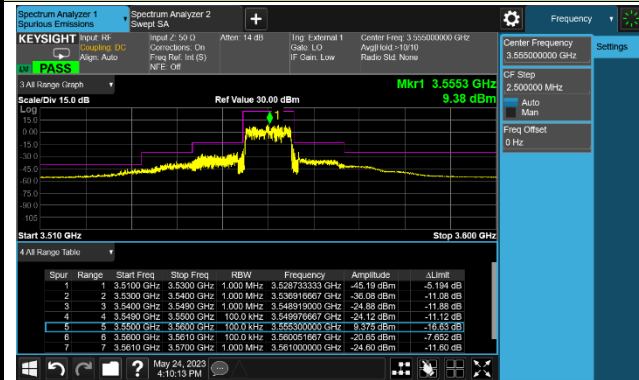 Spectrum Analyzer 1
Spurious Emissions
Spectrum Analyzer 2
Swept SA
Frequency
KEYSIGHT
Input: RF
Coupling: DC
Align: Auto
Input Z: 50 Ω
Corrections: On
Freq Ref: Int (S)
NFE: Off
Atten: 14 dB
Trig: External 1
Gate: LO
IF Gain: Low
Center Freq: 3.555000000 GHz
Avg|Hold:>10/10
Radio Std: None
PASS
Center Frequency
3.555000000 GHz
Settings
CF Step
2.500000 MHz
Auto
Man
Freq Offset
0 Hz
3 All Range Graph
Mkr1 3.5553 GHz
Scale/Div 15.0 dB
Ref Value 30.00 dBm
9.38 dBm
Log
15.0
0.00
-15.0
-30.0
-45.0
-60.0
-75.0
-90.0
-105
1
Start 3.510 GHz
Stop 3.600 GHz
4 All Range Table
Spur Range Start Freq Stop Freq RBW Frequency Amplitude ΔLimit
1 1 3.5100 GHz 3.5300 GHz 1.000 MHz 3.528733333 GHz -45.19 dBm -5.194 dB
2 2 3.5300 GHz 3.5400 GHz 1.000 MHz 3.536916667 GHz -36.08 dBm -11.08 dB
3 3 3.5400 GHz 3.5490 GHz 1.000 MHz 3.548919000 GHz -24.88 dBm -11.88 dB
4 4 3.5490 GHz 3.5500 GHz 100.0 kHz 3.549976667 GHz -24.12 dBm -11.12 dB
5 5 3.5500 GHz 3.5600 GHz 100.0 kHz 3.555300000 GHz 9.375 dBm -16.63 dB
6 6 3.5600 GHz 3.5610 GHz 100.0 kHz 3.560051667 GHz -20.65 dBm -7.652 dB
7 7 3.5610 GHz 3.5700 GHz 1.000 MHz 3.561000000 GHz -24.60 dBm -11.60 dB
May 24, 2023
4:10:13 PM